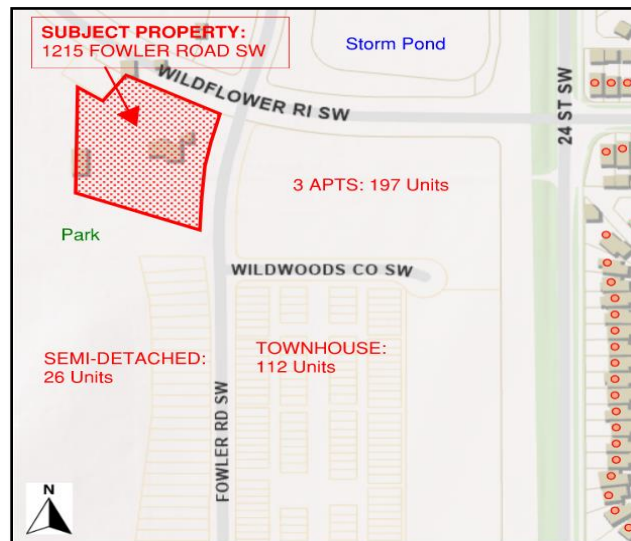 SUBJECT PROPERTY:
1215 FOWLER ROAD SW
Storm Pond
WILDFLOWER RI SW
24 ST SW
3 APTS: 197 Units
Park
WILDWOODS CO SW
SEMI-DETACHED:
26 Units
TOWNHOUSE:
112 Units
FOWLER RD SW
N